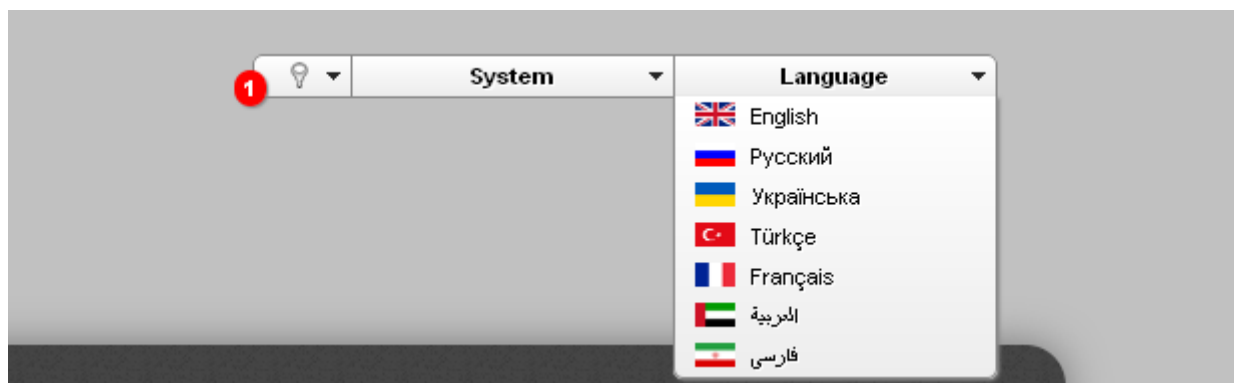 1
System
Language
English
Русский
Українська
Türkçe
Français
العربية
فارسی